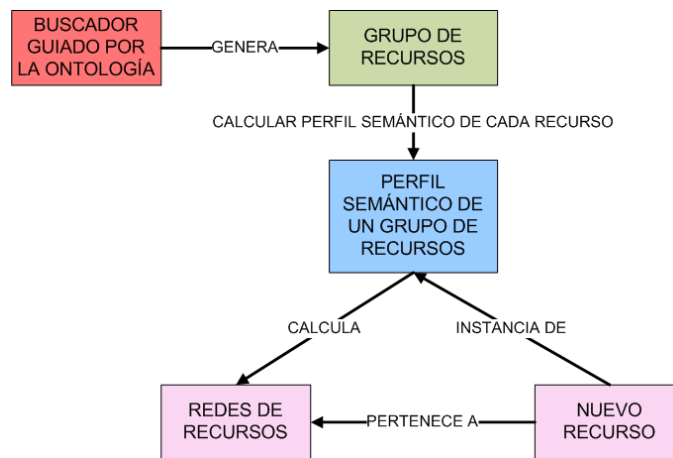 BUSCADOR
GUIADO POR
LA ONTOLOGÍA
GENERA
GRUPO DE
RECURSOS
CALCULAR PERFIL SEMÁNTICO DE CADA RECURSO
PERFIL
SEMÁNTICO DE
UN GRUPO DE
RECURSOS
CALCULA
INSTANCIA DE
REDES DE
RECURSOS
PERTENECE A
NUEVO
RECURSO